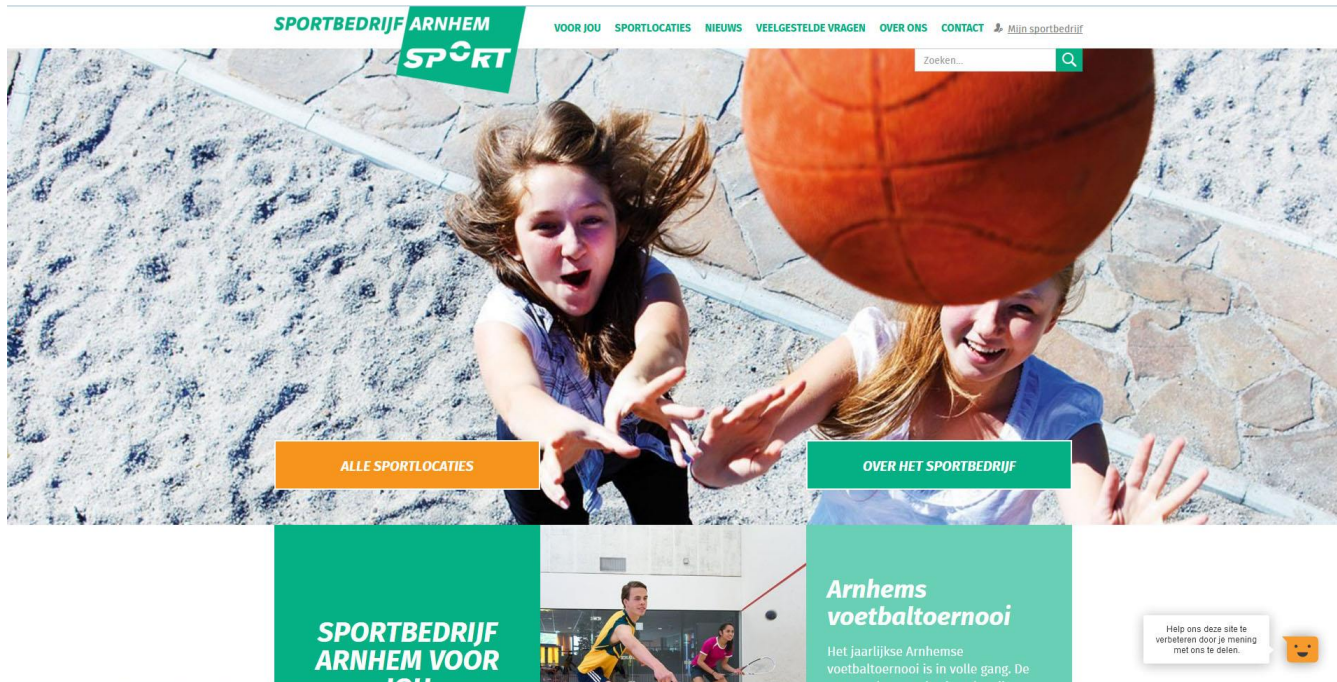 SPORTBEDRIJF ARNHEM
SPORT
VOOR JOU SPORTLOCATIES NIEUWS VEELGESTELDE VRAGEN OVER ONS CONTACT Mijn sportbedrijf
Zoeken...
ALLE SPORTLOCATIES
OVER HET SPORTBEDRIJF
SPORTBEDRIJF
ARNHEM VOOR
JOU
Arnhems
voetbaltoernooi
Het jaarlijkse Arnhemse
voetbaltoernooi is in volle gang. De
Help ons deze site te
verbeteren door je mening
met ons te delen.